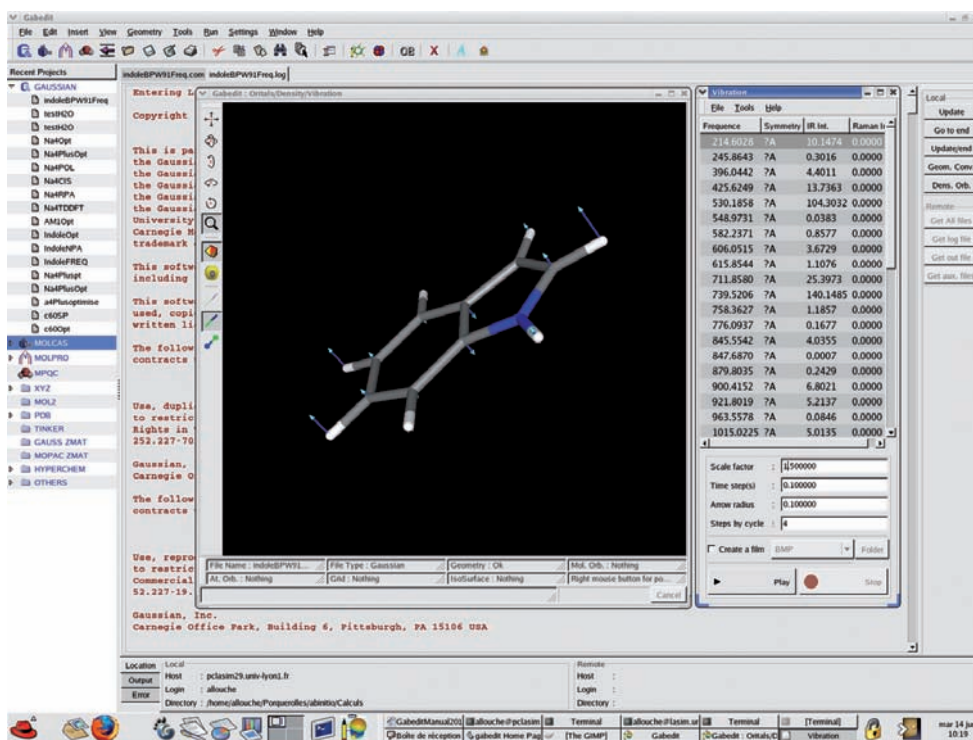 Gabedit
File Edit Insert View Geometry Tools Run Settings Window Help
Recent Projects
GAUSSIAN
indoleBPW91Freq
testH2O
testH2O
Na4Opt
Na4PlusOpt
Na4POL
Na4CIS
Na4RPA
Na4TDDFT
AM1Opt
IndoleOpt
IndoleNPA
IndoleFREQ
Na4Pluspt
Na4PlusOpt
a4Plusoptimise
c60SP
c60Opt
MOLCAS
MOLPRO
MPQC
XYZ
MOL2
PDB
TINKER
GAUSS ZMAT
MOPAC ZMAT
HYPERCHEM
OTHERS
indoleBPW91Freq.com indoleBPW91Freq.log
Entering
Copyright
This is
the Gaussi
the Gaussi
the Gaussi
the Gaussi
University
Carnegie M
trademark
This softw
including
This softw
used, copi
written li
The follow
contracts
Use, dupli
to restric
Rights in
252.227-70
Gaussian,
Carnegie O
The follow
contracts
Use, repro
to restric
Commercial
52.227-19.
Gaussian, Inc.
Carnegie Office Park, Building 6, Pittsburgh, PA 15106 USA
Gabedit : Oritals/Density/Vibration
File Name : indoleBPW91... File Type : Gaussian Geometry : Ok Mol. Orb. : Nothing
At. Orb. : Nothing Grid : Nothing IsoSurface : Nothing Right mouse button for po...
Cancel
Vibration
File Tools Help
Frequence Symmetry IR Int. Raman
214.6028 ?A 10.1474 0.0000
245.8643 ?A 0.3016 0.0000
396.0442 ?A 4.4011 0.0000
425.6249 ?A 13.7363 0.0000
530.1858 ?A 104.3032 0.0000
548.9731 ?A 0.0383 0.0000
582.2371 ?A 0.8577 0.0000
606.0515 ?A 3.6729 0.0000
615.8544 ?A 1.1076 0.0000
711.8580 ?A 25.3973 0.0000
739.5206 ?A 140.1485 0.0000
758.3627 ?A 1.1857 0.0000
776.0937 ?A 0.1677 0.0000
845.5542 ?A 4.0355 0.0000
847.6870 ?A 0.0007 0.0000
879.8035 ?A 0.2429 0.0000
900.4152 ?A 6.8021 0.0000
921.8019 ?A 5.2137 0.0000
963.5578 ?A 0.0846 0.0000
1015.0225 ?A 5.0135 0.0000
Scale factor : 1.500000
Time step(s) : 0.100000
Arrow radius : 0.100000
Steps by cycle : 4
Create a film BMP Folder
Play Stop
Local
Update
Go to end
Update/end
Geom. Conv.
Dens. Orb.
Remote
Get All files
Get log file
Get out file
Get aux. files
Location
Output
Error
Local
Host : pclasim29.univ-lyon1.fr
Login : allouche
Directory : /home/allouche/Porquerolles/abinitio/Calculs
Remote
Host :
Login :
Directory :
GabeditManual201 allouche@pclasim Terminal allouche@lasim.ur Terminal [Terminal]
Boîte de réception gabedit Home Pag [The GIMP] Gabedit Gabedit : Oritals/D Vibration
mar 14 ju
10:19